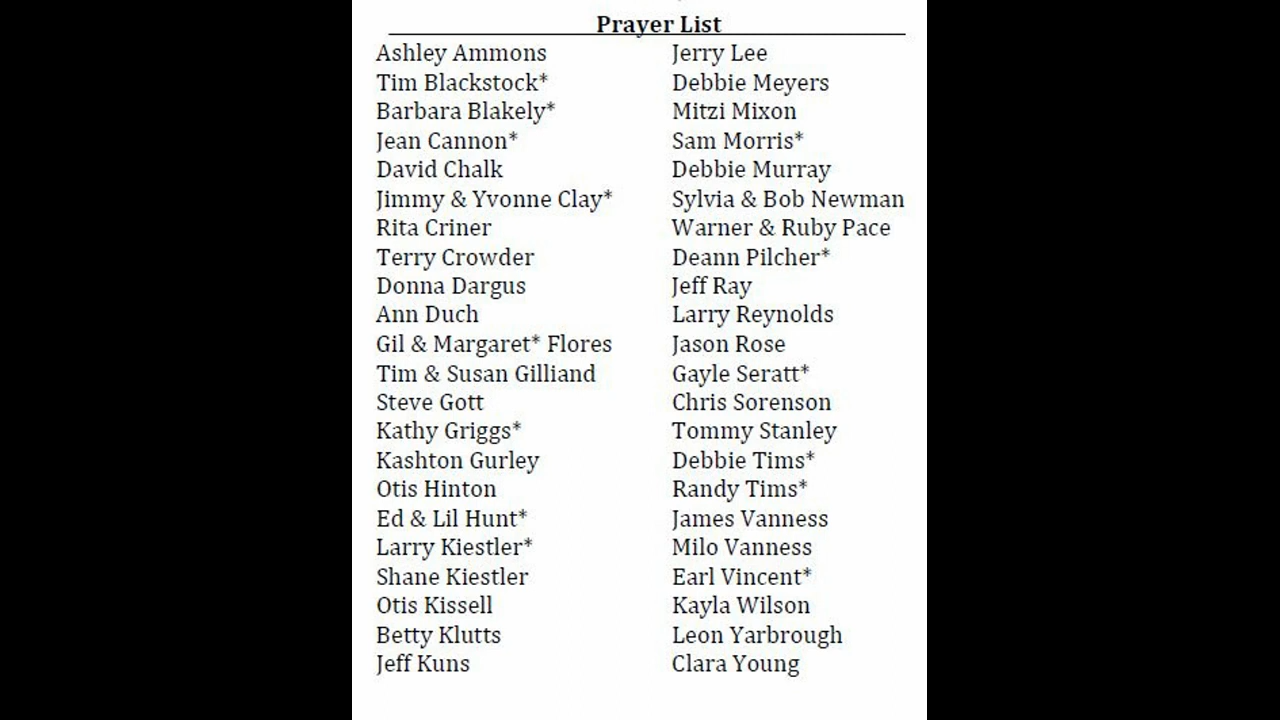 Prayer List
Ashley Ammons
Tim Blackstock*
Barbara Blakely*
Jean Cannon*
David Chalk
Jimmy & Yvonne Clay*
Rita Criner
Terry Crowder
Donna Dargus
Ann Duch
Gil & Margaret* Flores
Tim & Susan Gilliand
Steve Gott
Kathy Griggs*
Kashton Gurley
Otis Hinton
Ed & Lil Hunt*
Larry Kiestler*
Shane Kiestler
Otis Kissell
Betty Klutts
Jeff Kuns
Jerry Lee
Debbie Meyers
Mitzi Mixon
Sam Morris*
Debbie Murray
Sylvia & Bob Newman
Warner & Ruby Pace
Deann Pilcher*
Jeff Ray
Larry Reynolds
Jason Rose
Gayle Seratt*
Chris Sorenson
Tommy Stanley
Debbie Tims*
Randy Tims*
James Vanness
Milo Vanness
Earl Vincent*
Kayla Wilson
Leon Yarbrough
Clara Young